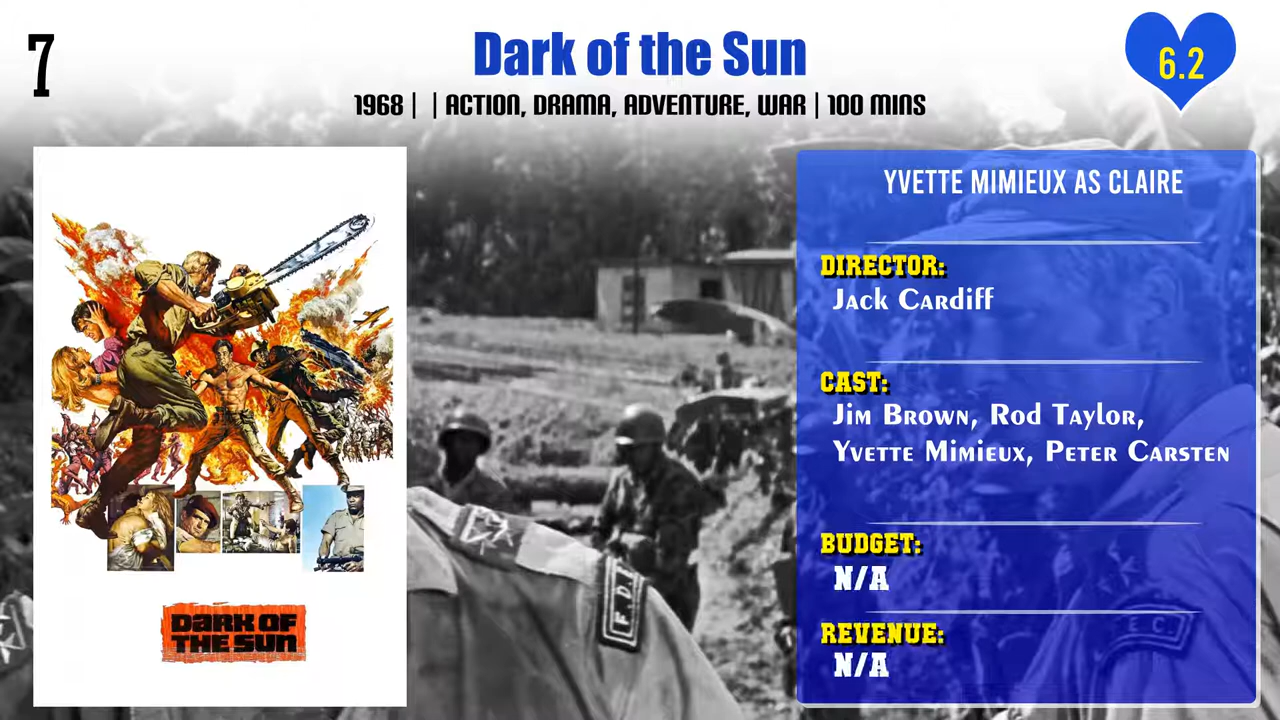 7
Dark of the Sun
6.2
1968 | | ACTION, DRAMA, ADVENTURE, WAR | 100 MINS
YVETTE MIMIEUX AS CLAIRE
DIRECTOR:
Jack Cardiff
CAST:
Jim Brown, Rod Taylor,
Yvette Mimieux, Peter Carsten
BUDGET:
N/A
REVENUE:
N/A
DARK OF
THE SUN
F.D.
E C.